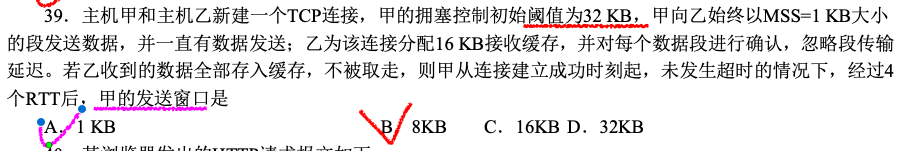 39．主机甲和主机乙新建一个TCP连接，甲的拥塞控制初始阈值为32 KB，甲向乙始终以MSS=1 KB大小
的段发送数据，并一直有数据发送；乙为该连接分配16 KB接收缓存，并对每个数据段进行确认，忽略段传输
延迟。若乙收到的数据全部存入缓存，不被取走，则甲从连接建立成功时刻起，未发生超时的情况下，经过4
个RTT后，甲的发送窗口是
A．1 KB B 8KB C．16KB D．32KB